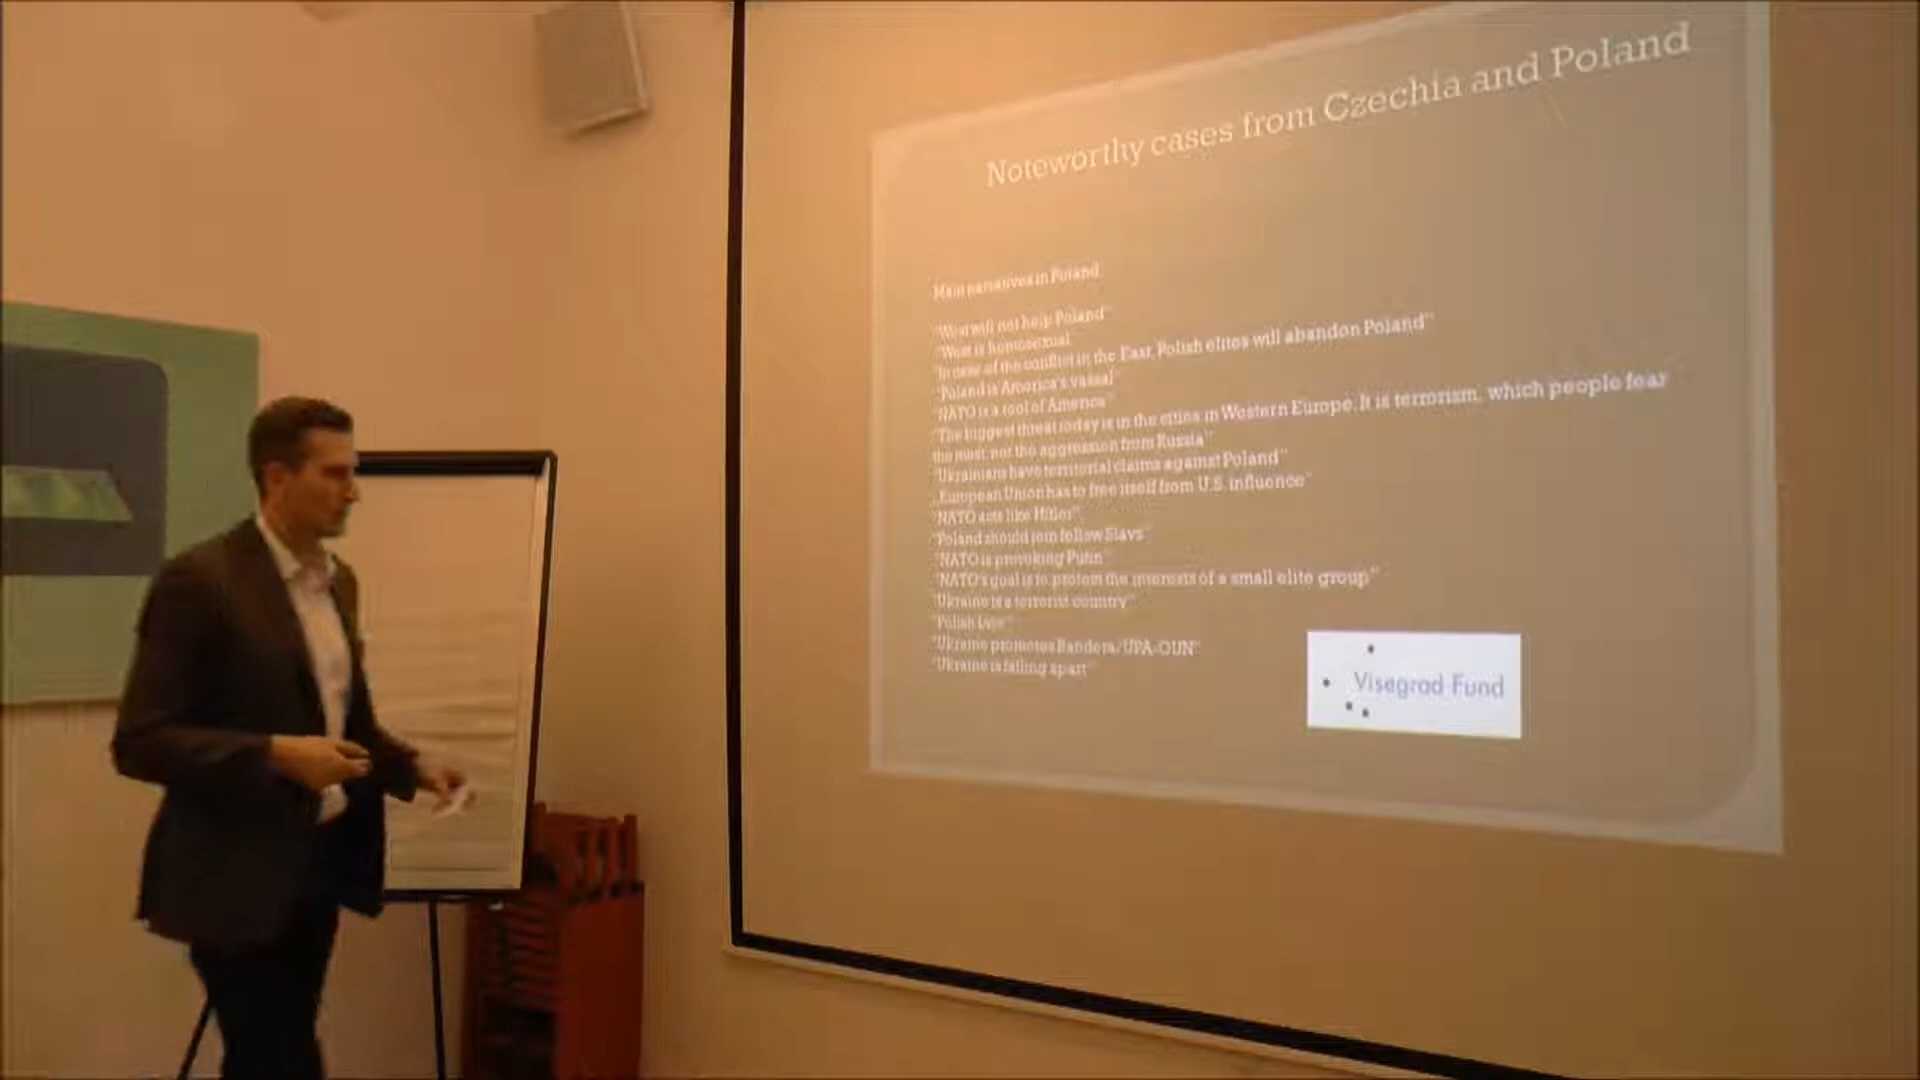 Noteworthy cases from Czechia and Poland
Main narratives in Poland
"West will not help Poland"
"West is homosexual"
"In case of the conflict in the East, Polish elites will abandon Poland"
"Poland is America's vassal"
"NATO is a tool of America"
"The biggest threat today is in the cities in Western Europe. It is terrorism, which people fear
the most, not the aggression from Russia"
"Ukrainians have territorial claims against Poland"
„European Union has to free itself from U.S. influence"
"NATO acts like Hitler"
"Poland should join fellow Slavs"
"NATO is provoking Putin"
"NATO's goal is to protect the interests of a small elite group"
"Ukraine is a terrorist country"
"Polish
"Ukraine promotes Bandera/UPA-OUN"
"Ukraine is falling apart"
Visegrad Fund